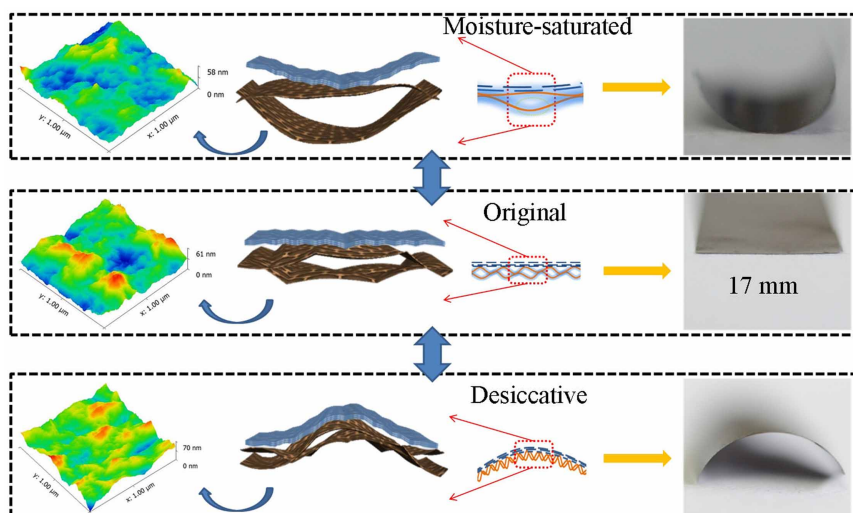 Moisture-saturated
58 nm
0 nm
y: 1.00 µm
x: 1.00 µm
Original
61 nm
0 nm
y: 1.00 µm
x: 1.00 µm
17 mm
Desiccative
70 nm
0 nm
y: 1.00 µm
x: 1.00 µm